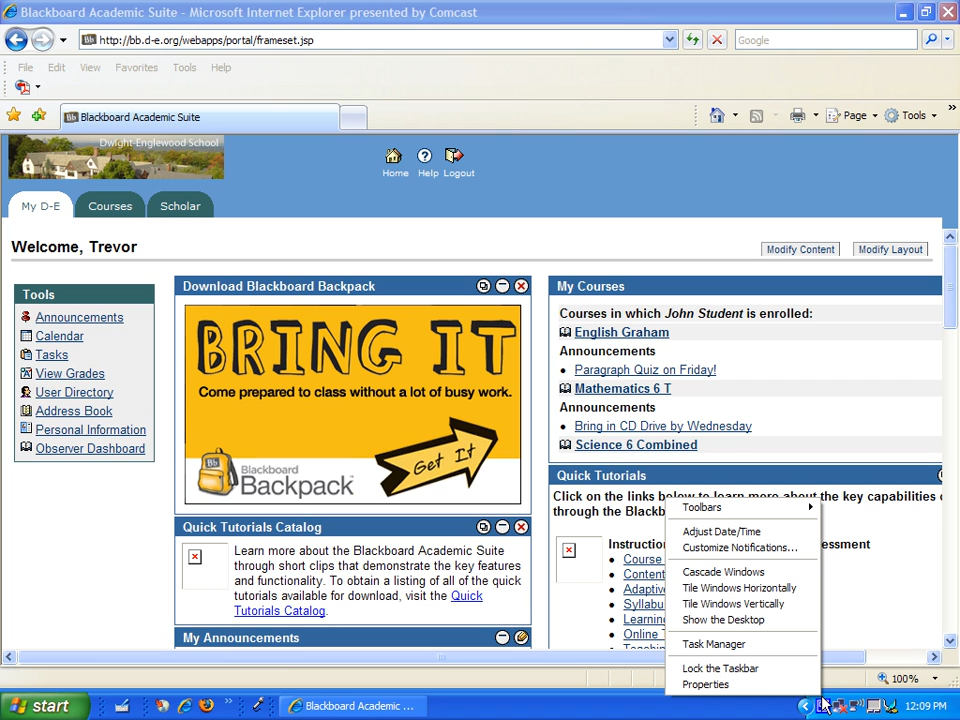 Blackboard Academic Suite - Microsoft Internet Explorer presented by Comcast
http://bb.d-e.org/webapps/portal/frameset.jsp
Google
File Edit View Favorites Tools Help
Blackboard Academic Suite
Page Tools
Dwight-Englewood School
Home Help Logout
My D-E Courses Scholar
Welcome, Trevor
Modify Content Modify Layout
Tools
Announcements
Calendar
Tasks
View Grades
User Directory
Address Book
Personal Information
Observer Dashboard
Download Blackboard Backpack
BRING IT
Come prepared to class without a lot of busy work.
Bb
Blackboard
Backpack
Get It
Quick Tutorials Catalog
Learn more about the Blackboard Academic Suite
through short clips that demonstrate the key features
and functionality. To obtain a listing of all of the quick
tutorials available for download, visit the Quick
Tutorials Catalog.
My Announcements
My Courses
Courses in which John Student is enrolled:
English Graham
Announcements
Paragraph Quiz on Friday!
Mathematics 6 T
Announcements
Bring in CD Drive by Wednesday
Science 6 Combined
Quick Tutorials
Click on the links below to learn more about the key capabilities o
through the Blackb
Course
Content
Adaptiv
Syllabu
Learnin
Online T
Toolbars
Adjust Date/Time
Customize Notifications...
Cascade Windows
Tile Windows Horizontally
Tile Windows Vertically
Show the Desktop
Task Manager
Lock the Taskbar
Properties
100%
start
Blackboard Academic ...
12:09 PM